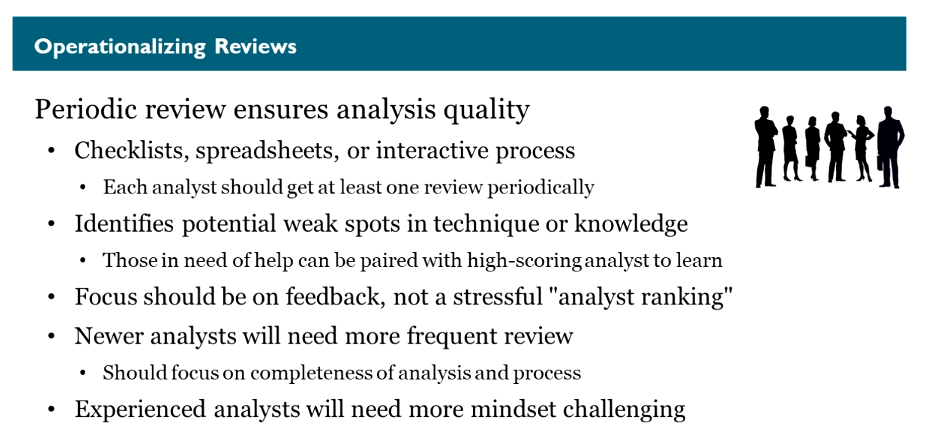 Operationalizing Reviews
Periodic review ensures analysis quality
• Checklists, spreadsheets, or interactive process
• Each analyst should get at least one review periodically
• Identifies potential weak spots in technique or knowledge
• Those in need of help can be paired with high-scoring analyst to learn
• Focus should be on feedback, not a stressful "analyst ranking"
• Newer analysts will need more frequent review
• Should focus on completeness of analysis and process
• Experienced analysts will need more mindset challenging